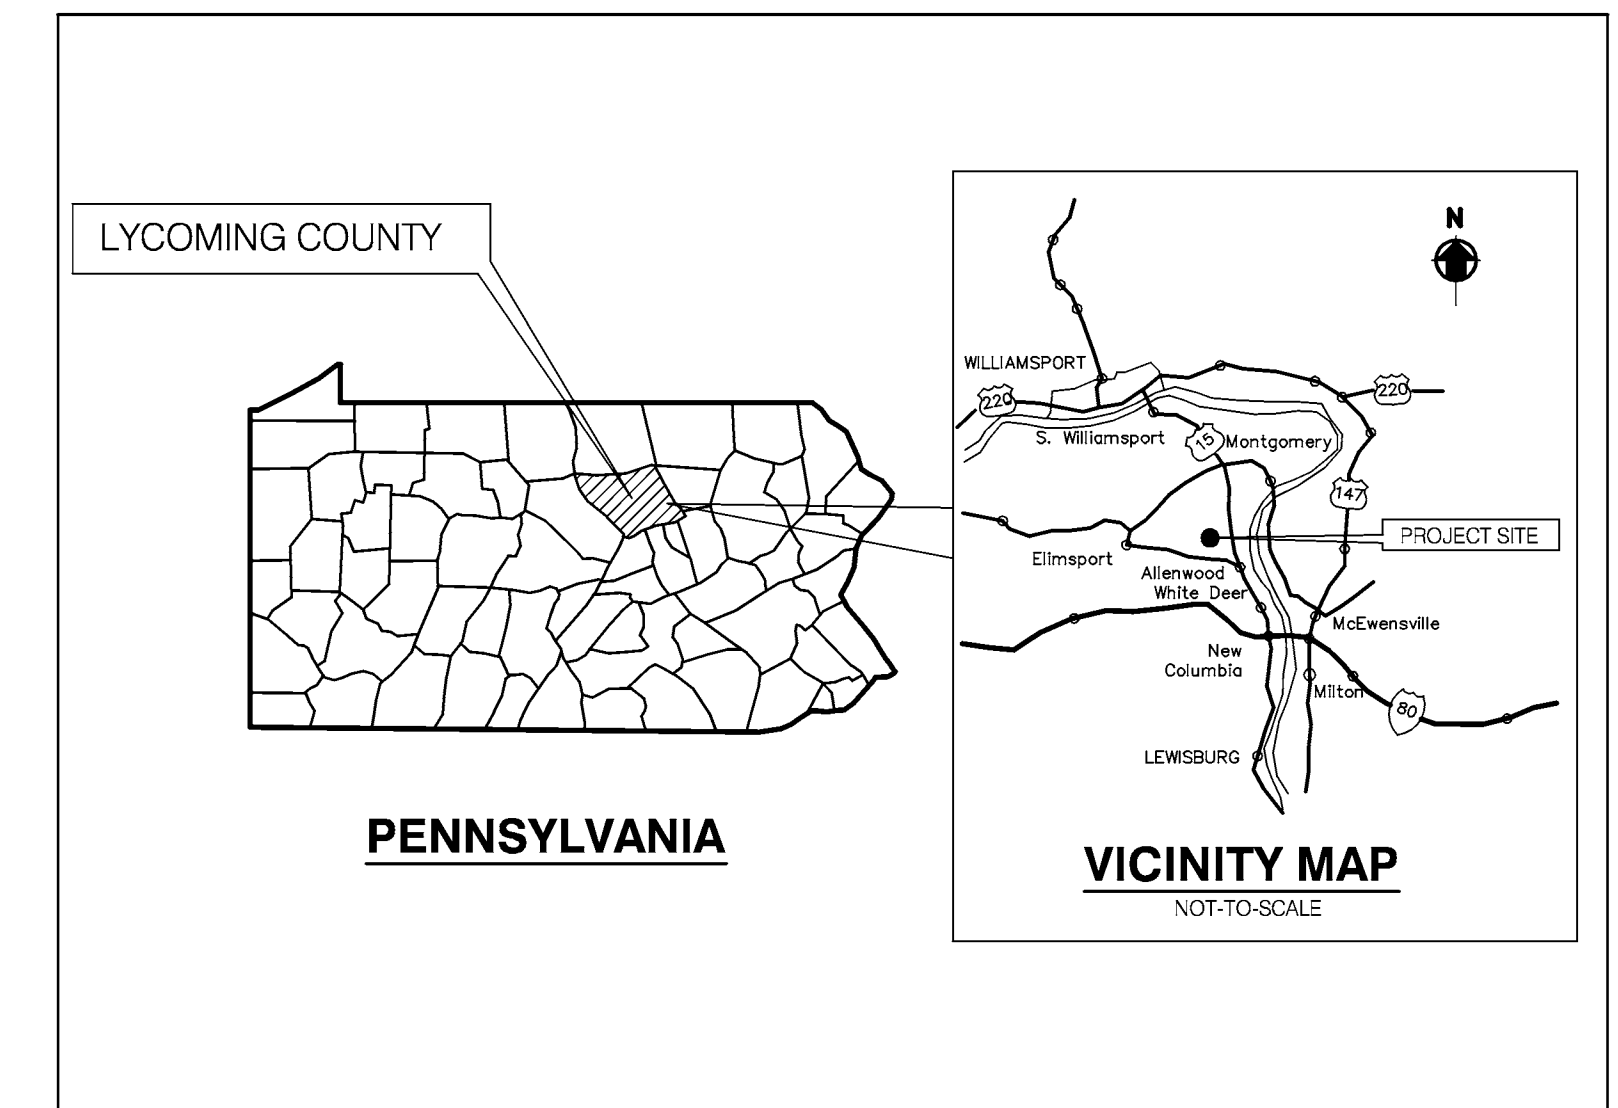 LYCOMING COUNTY
PENNSYLVANIA
N
WILLIAMSPORT
220
220
S. Williamsport
15
Montgomery
147
PROJECT SITE
Elimsport
Allenwood
White Deer
McEwensville
New
Columbia
Milton
80
LEWISBURG
VICINITY MAP
NOT-TO-SCALE